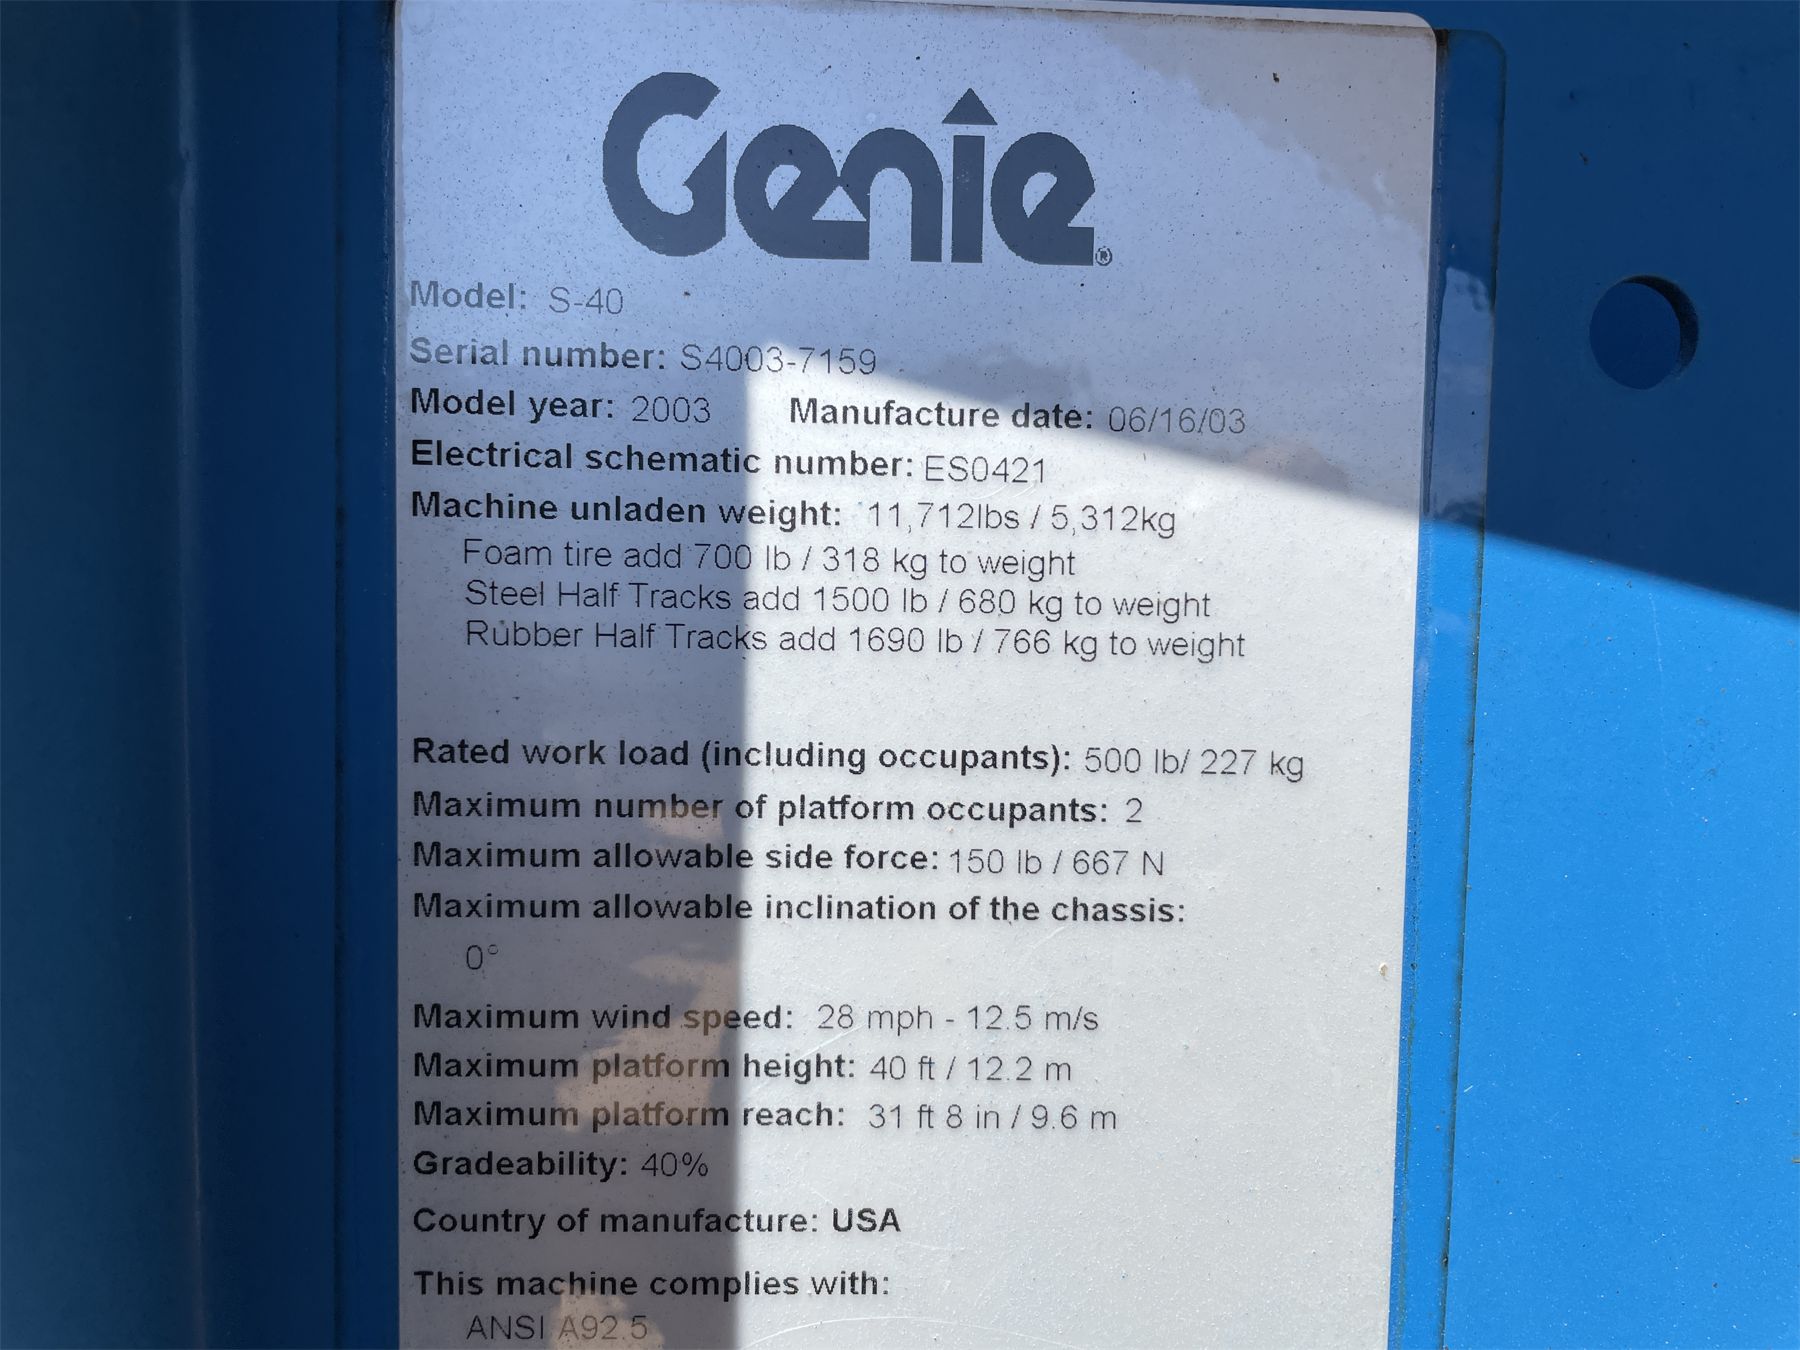 Genie®
Model: S-40
Serial number: S4003-7159
Model year: 2003 Manufacture date: 06/16/03
Electrical schematic number: ES0421
Machine unladen weight: 11,712lbs / 5,312kg
Foam tire add 700 lb / 318 kg to weight
Steel Half Tracks add 1500 lb / 680 kg to weight
Rubber Half Tracks add 1690 lb / 766 kg to weight
Rated work load (including occupants): 500 lb/ 227 kg
Maximum number of platform occupants: 2
Maximum allowable side force: 150 lb / 667 N
Maximum allowable inclination of the chassis:
0°
Maximum wind speed: 28 mph - 12.5 m/s
Maximum platform height: 40 ft / 12.2 m
Maximum platform reach: 31 ft 8 in / 9.6 m
Gradeability: 40%
Country of manufacture: USA
This machine complies with:
ANSI A92.5